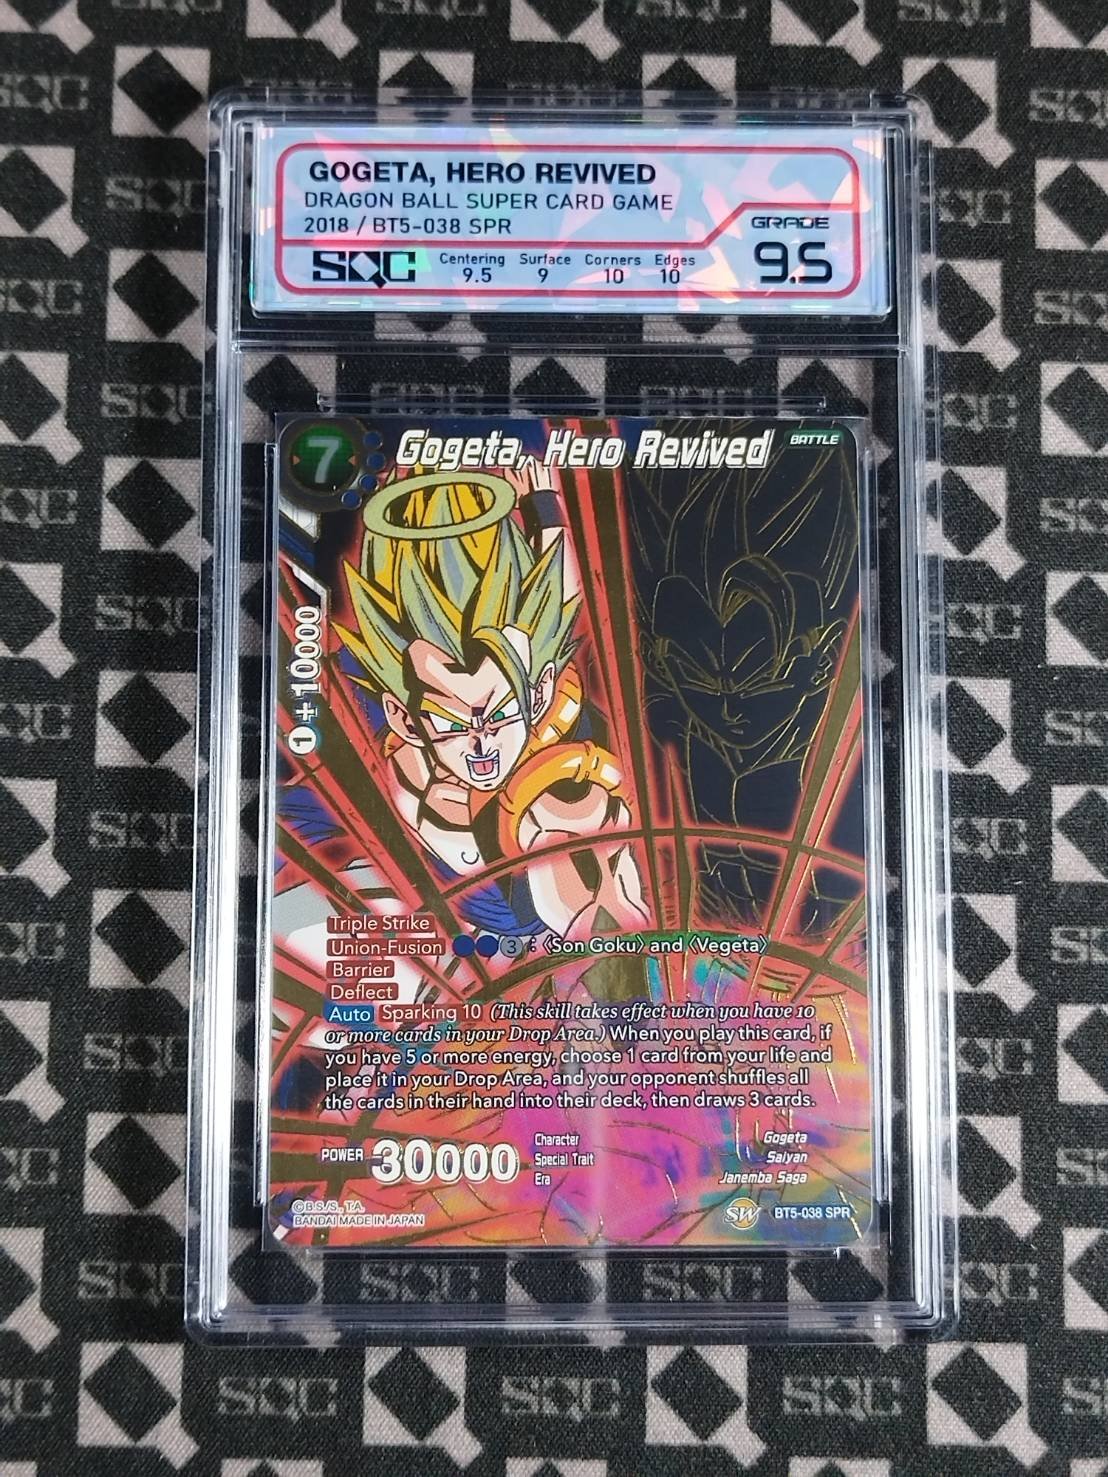 GOGETA, HERO REVIVED
DRAGON BALL SUPER CARD GAME
2018 / BT5-038 SPR
GRADE
9.5
SQC
Centering Surface Corners Edges
9.5 9 10 10
7
Gogeta, Hero Revived
BATTLE
1 +10000
Triple Strike
Union-Fusion 3 : 〈Son Goku〉 and 〈Vegeta〉
Barrier
Deflect
Auto Sparking 10 (This skill takes effect when you have 10
or more cards in your Drop Area.) When you play this card, if
you have 5 or more energy, choose 1 card from your life and
place it in your Drop Area, and your opponent shuffles all
the cards in their hand into their deck, then draws 3 cards.
POWER 30000
Character Gogeta
Special Trait Saiyan
Era Janemba Saga
©B.S./S., T.A.
BANDAI MADE IN JAPAN
SW BT5-038 SPR